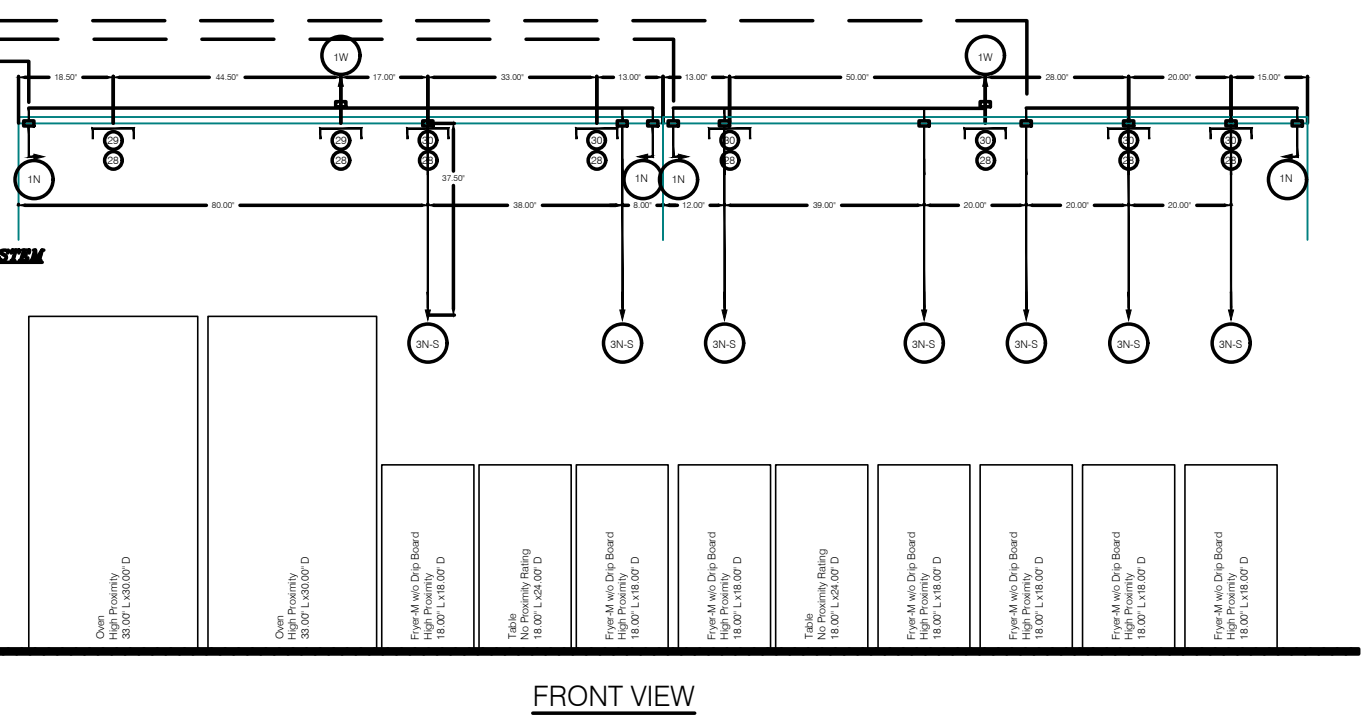 1W
1W
18.50"
44.50"
17.00"
33.00"
13.00"
13.00"
50.00"
28.00"
20.00"
15.00"
29
29
30
30
30
30
30
30
28
28
28
28
28
28
28
28
1N
37.50"
1N
1N
1N
80.00"
38.00"
8.00"
12.00"
39.00"
20.00"
20.00"
20.00"
STEM
3N-S
3N-S
3N-S
3N-S
3N-S
3N-S
3N-S
Oven
High Proximity
33.00" L x30.00" D
Oven
High Proximity
33.00" L x30.00" D
Fryer-M w/o Drip Board
High Proximity
18.00" L x18.00" D
Table
No Proximity Rating
18.00" L x24.00" D
Fryer-M w/o Drip Board
High Proximity
18.00" L x18.00" D
Fryer-M w/o Drip Board
High Proximity
18.00" L x18.00" D
Table
No Proximity Rating
18.00" L x24.00" D
Fryer-M w/o Drip Board
High Proximity
18.00" L x18.00" D
Fryer-M w/o Drip Board
High Proximity
18.00" L x18.00" D
Fryer-M w/o Drip Board
High Proximity
18.00" L x18.00" D
Fryer-M w/o Drip Board
High Proximity
18.00" L x18.00" D
FRONT VIEW